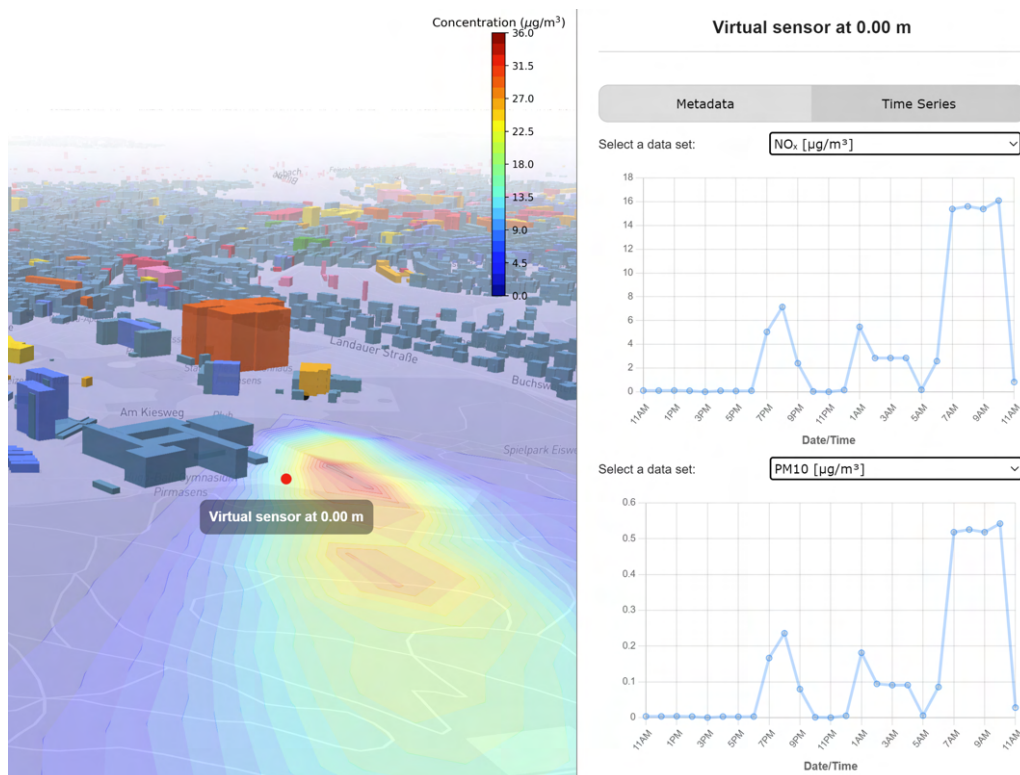 Concentration (µg/m³)
36.0
31.5
27.0
22.5
18.0
13.5
9.0
4.5
0.0
Landauer Straße
Buchsw
Am Kiesweg
Spielpark Eisw
Pirmasens
Virtual sensor at 0.00 m
Virtual sensor at 0.00 m
Metadata
Time Series
Select a data set:
NOₓ [µg/m³]
18
16
14
12
10
8
6
4
2
0
11AM
1PM
3PM
5PM
7PM
9PM
11PM
1AM
3AM
5AM
7AM
9AM
11AM
Date/Time
Select a data set:
PM10 [µg/m³]
0.6
0.5
0.4
0.3
0.2
0.1
0
11AM
1PM
3PM
5PM
7PM
9PM
11PM
1AM
3AM
5AM
7AM
9AM
11AM
Date/Time